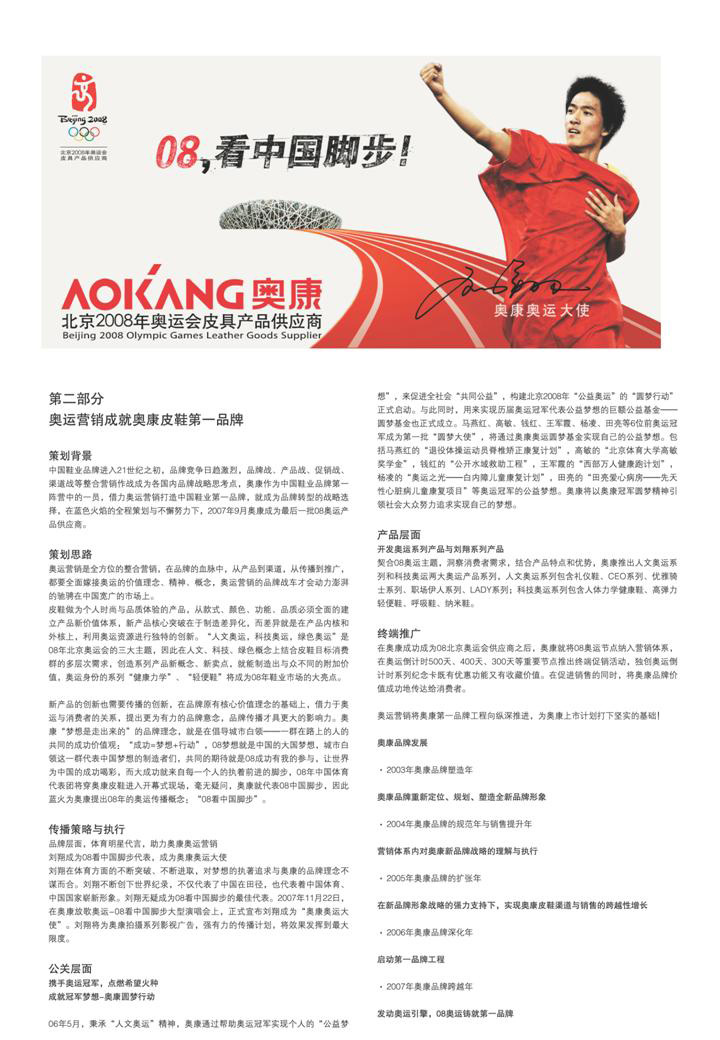 Beijing 2008
北京2008年奥运会
皮具产品供应商
08,看中国脚步!
AOKANG 奥康
北京2008年奥运会皮具产品供应商
Beijing 2008 Olympic Games Leather Goods Supplier
奥康奥运大使
第二部分
奥运营销成就奥康皮鞋第一品牌
策划背景
中国鞋业品牌进入21世纪之初，品牌竞争日趋激烈，品牌战、产品战、促销战、
渠道战等整合营销作战成为各国内品牌战略思考点，奥康作为中国鞋业品牌第一
阵营中的一员，借力奥运营销打造中国鞋业第一品牌，就成为品牌转型的战略选
择，在蓝色火焰的全程策划与不懈努力下，2007年9月奥康成为最后一批08奥运产
品供应商。
策划思路
奥运营销是全方位的整合营销，在品牌的血脉中，从产品到渠道，从传播到推广，
都要全面嫁接奥运的价值理念、精神、概念，奥运营销的品牌战车才会动力澎湃
的驰骋在中国宽广的市场上。
皮鞋做为个人时尚与品质体验的产品，从款式、颜色、功能、品质必须全面的建
立产品新价值体系，新产品核心突破在于制造差异化，而差异就是在产品内核和
外核上，利用奥运资源进行独特的创新。“人文奥运，科技奥运，绿色奥运”是
08年北京奥运会的三大主题，因此在人文、科技、绿色概念上结合皮鞋目标消费
群的多层次需求，创造系列产品新概念、新卖点，就能制造出与众不同的附加价
值，奥运身份的系列“健康力学”、“轻便鞋”将成为08年鞋业市场的大亮点。
新产品的创新也需要传播的创新，在品牌原有核心价值理念的基础上，借力于奥
运与消费者的关系，提出更为有力的品牌意念，品牌传播才具更大的影响力。奥
康“梦想是走出来的”的品牌理念，就是在倡导城市白领——一群在路上的人的
共同的成功价值观：“成功=梦想+行动”，08梦想就是中国的大国梦想，城市白
领这一群代表中国梦想的制造者们，共同的期待就是08成功有我的参与，让世界
为中国的成功喝彩，而大成功就来自每一个人的执着前进的脚步，08年中国体育
代表团将穿奥康皮鞋进入开幕式现场，毫无疑问，奥康就代表08中国脚步，因此
蓝火为奥康提出08年的奥运传播概念；“08看中国脚步”。
传播策略与执行
品牌层面，体育明星代言，助力奥康奥运营销
刘翔成为08看中国脚步代表，成为奥康奥运大使
刘翔在体育方面的不断突破、不断进取，对梦想的执著追求与奥康的品牌理念不
谋而合。刘翔不断创下世界纪录，不仅代表了中国在田径，也代表着中国体育、
中国国家崭新形象。刘翔无疑成为08看中国脚步的最佳代表。2007年11月22日，
在奥康放歌奥运-08看中国脚步大型演唱会上，正式宣布刘翔成为“奥康奥运大
使”。刘翔将为奥康拍摄系列影视广告，强有力的传播计划，将效果发挥到最大
限度。
公关层面
携手奥运冠军，点燃希望火种
成就冠军梦想-奥康圆梦行动
06年5月，秉承“人文奥运”精神，奥康通过帮助奥运冠军实现个人的“公益梦
想”，来促进全社会“共同公益”，构建北京2008年“公益奥运”的“圆梦行动”
正式启动。与此同时，用来实现历届奥运冠军代表公益梦想的巨额公益基金——
圆梦基金也正式成立。马燕红、高敏、钱红、王军霞、杨凌、田亮等6位前奥运冠
军成为第一批“圆梦大使”，将通过奥康奥运圆梦基金实现自己的公益梦想。包
括马燕红的“退役体操运动员脊椎矫正康复计划”，高敏的“北京体育大学高敏
奖学金”，钱红的“公开水域救助工程”，王军霞的“西部万人健康跑计划”，
杨凌的“奥运之光——白内障儿童康复计划”，田亮的“田亮爱心病房——先天
性心脏病儿童康复项目”等奥运冠军的公益梦想。奥康将以奥康冠军圆梦精神引
领社会大众努力追求实现自己的梦想。
产品层面
开发奥运系列产品与刘翔系列产品
契合08奥运主题，洞察消费者需求，结合产品特点和优势，奥康推出人文奥运系
列和科技奥运两大奥运产品系列，人文奥运系列包含礼仪鞋、CEO系列、优雅骑
士系列、职场伊人系列、LADY系列；科技奥运系列包含人体力学健康鞋、高弹力
轻便鞋、呼吸鞋、纳米鞋。
终端推广
在奥康成功成为08北京奥运会供应商之后，奥康就将08奥运节点纳入营销体系，
在奥运倒计时500天、400天、300天等重要节点推出终端促销活动，独创奥运倒
计时系列纪念卡既有优惠功能又有收藏价值。在促进销售的同时，将奥康品牌价
值成功地传达给消费者。
奥运营销将奥康第一品牌工程向纵深推进，为奥康上市计划打下坚实的基础！
奥康品牌发展
·2003年奥康品牌塑造年
奥康品牌重新定位、规划、塑造全新品牌形象
·2004年奥康品牌的规范年与销售提升年
营销体系内对奥康新品牌战略的理解与执行
·2005年奥康品牌的扩张年
在新品牌形象战略的强力支持下，实现奥康皮鞋渠道与销售的跨越性增长
·2006年奥康品牌深化年
启动第一品牌工程
·2007年奥康品牌跨越年
发动奥运引擎，08奥运铸就第一品牌